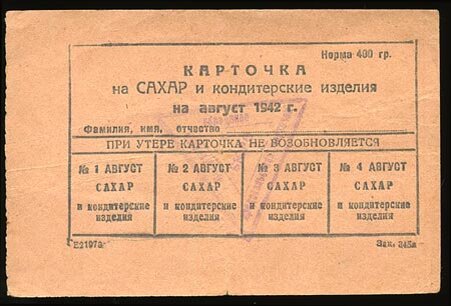 Норма 400 гр.
КАРТОЧКА
на САХАР и кондитерские изделия
на август 1942 г.
Фамилия, имя, отчество
ПРИ УТЕРЕ КАРТОЧКА НЕ ВОЗОБНОВЛЯЕТСЯ
№ 1 АВГУСТ
САХАР
и кондитерские
изделия
№ 2 АВГУСТ
САХАР
и кондитерские
изделия
№ 3 АВГУСТ
САХАР
и кондитерские
изделия
№ 4 АВГУСТ
САХАР
и кондитерские
изделия
Е2197а
Зак.